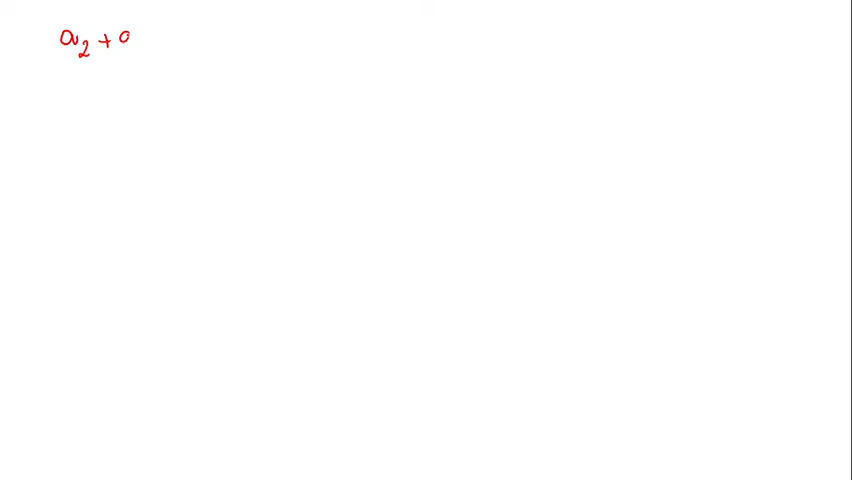 a₂ + o